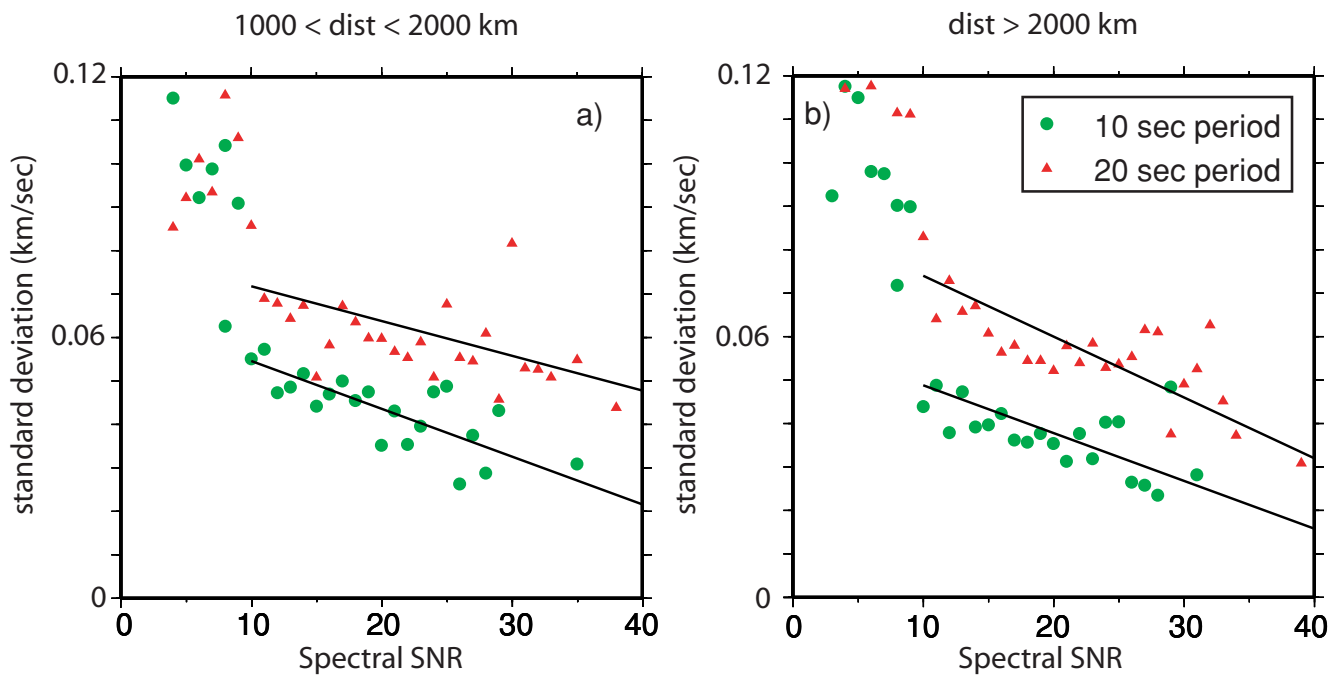 1000 < dist < 2000 km
dist > 2000 km
0.12
0.06
0
standard deviation (km/sec)
a)
0 10 20 30 40
Spectral SNR
0.12
0.06
0
standard deviation (km/sec)
b)
10 sec period
20 sec period
0 10 20 30 40
Spectral SNR